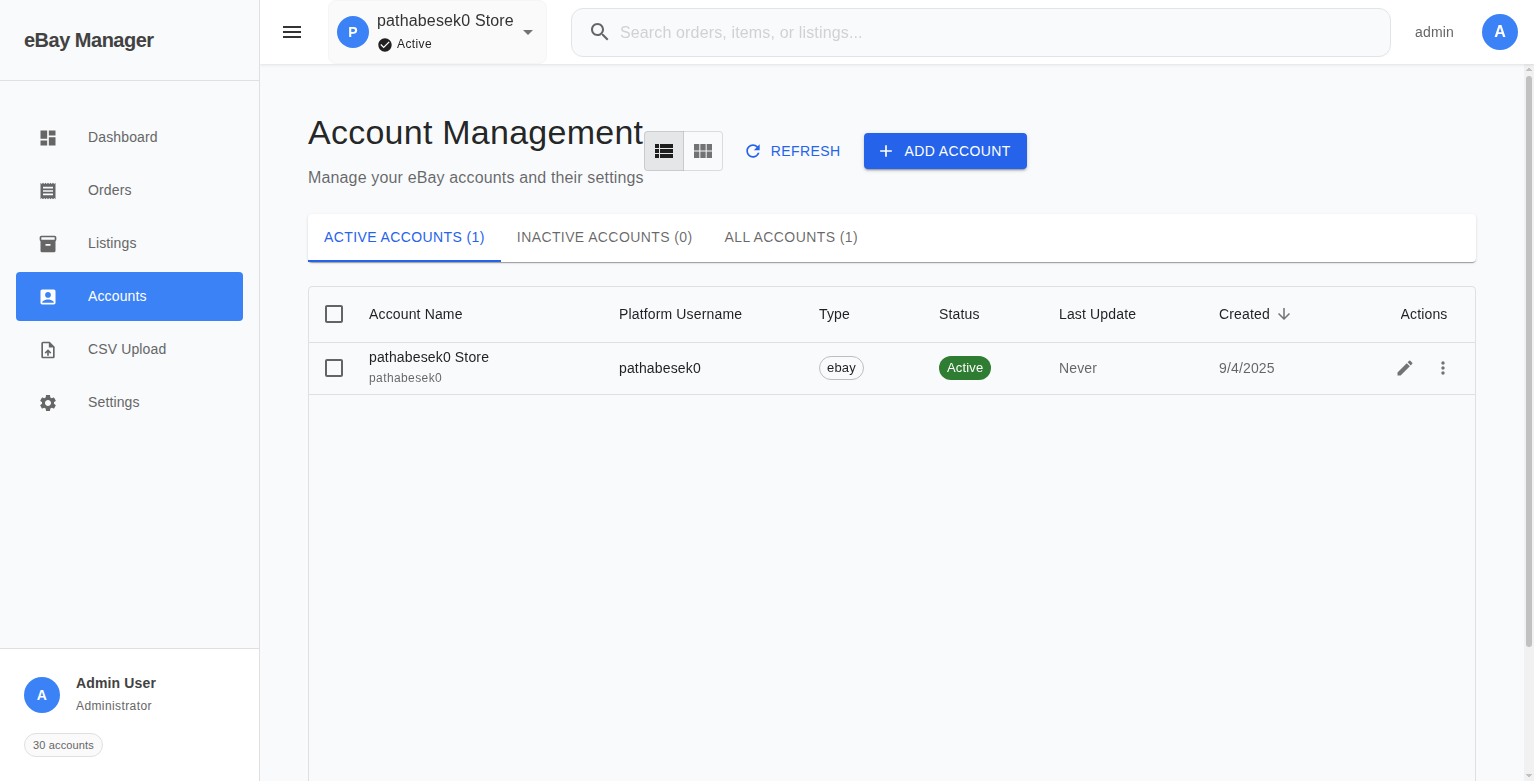 eBay Manager
P
pathabesek0 Store
Active
Search orders, items, or listings...
admin
A
Dashboard
Orders
Listings
Accounts
CSV Upload
Settings
Account Management
Manage your eBay accounts and their settings
REFRESH
ADD ACCOUNT
ACTIVE ACCOUNTS (1)
INACTIVE ACCOUNTS (0)
ALL ACCOUNTS (1)
Account Name
Platform Username
Type
Status
Last Update
Created
Actions
pathabesek0 Store
pathabesek0
pathabesek0
ebay
Active
Never
9/4/2025
A
Admin User
Administrator
30 accounts